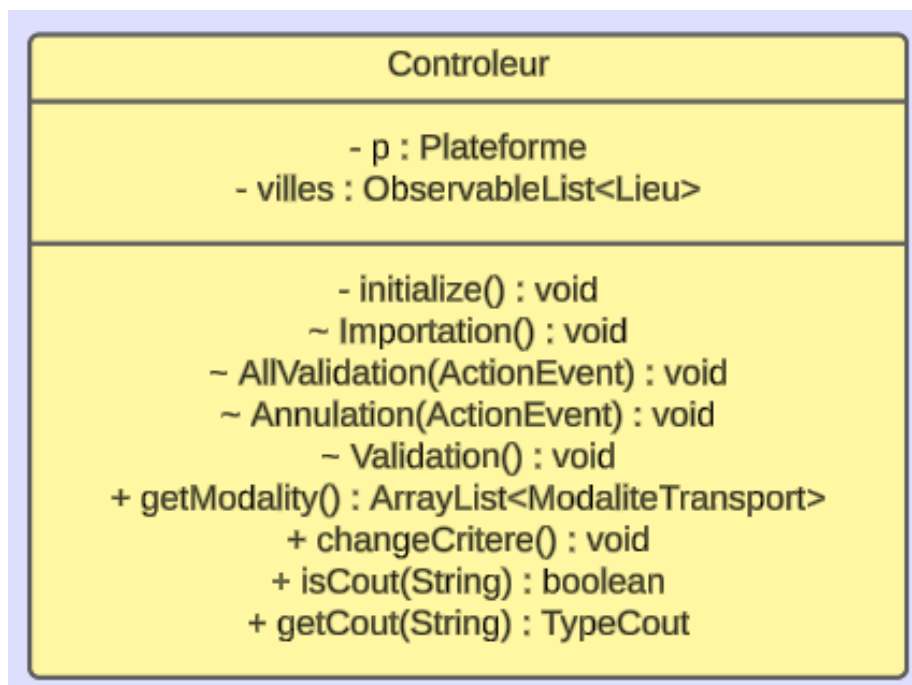 Controleur
- p : Plateforme
- villes : ObservableList<Lieu>
- initialize() : void
~ Importation() : void
~ AllValidation(ActionEvent) : void
~ Annulation(ActionEvent) : void
~ Validation() : void
+ getModality() : ArrayList<ModaliteTransport>
+ changeCritere() : void
+ isCout(String) : boolean
+ getCout(String) : TypeCout